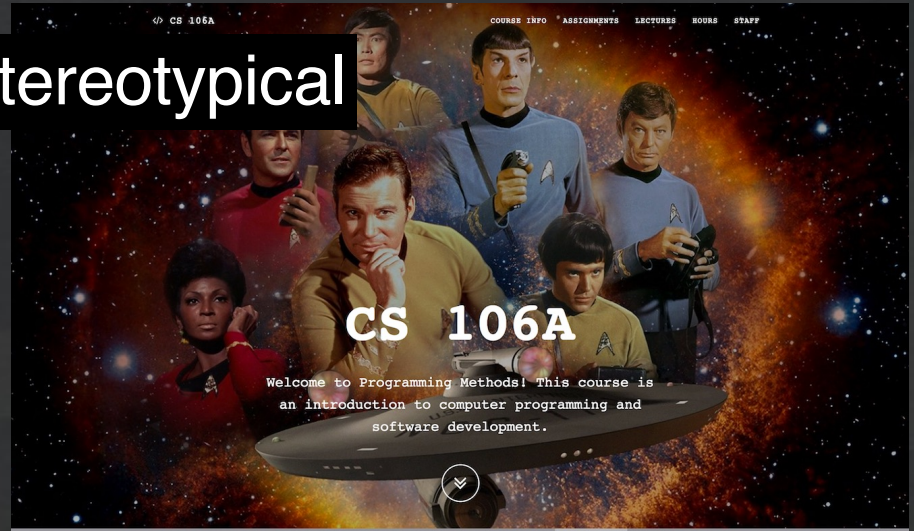 </> CS 106A
COURSE INFO ASSIGNMENTS LECTURES HOURS STAFF
tereotypical
CS 106A
Welcome to Programming Methods! This course is
an introduction to computer programming and
software development.